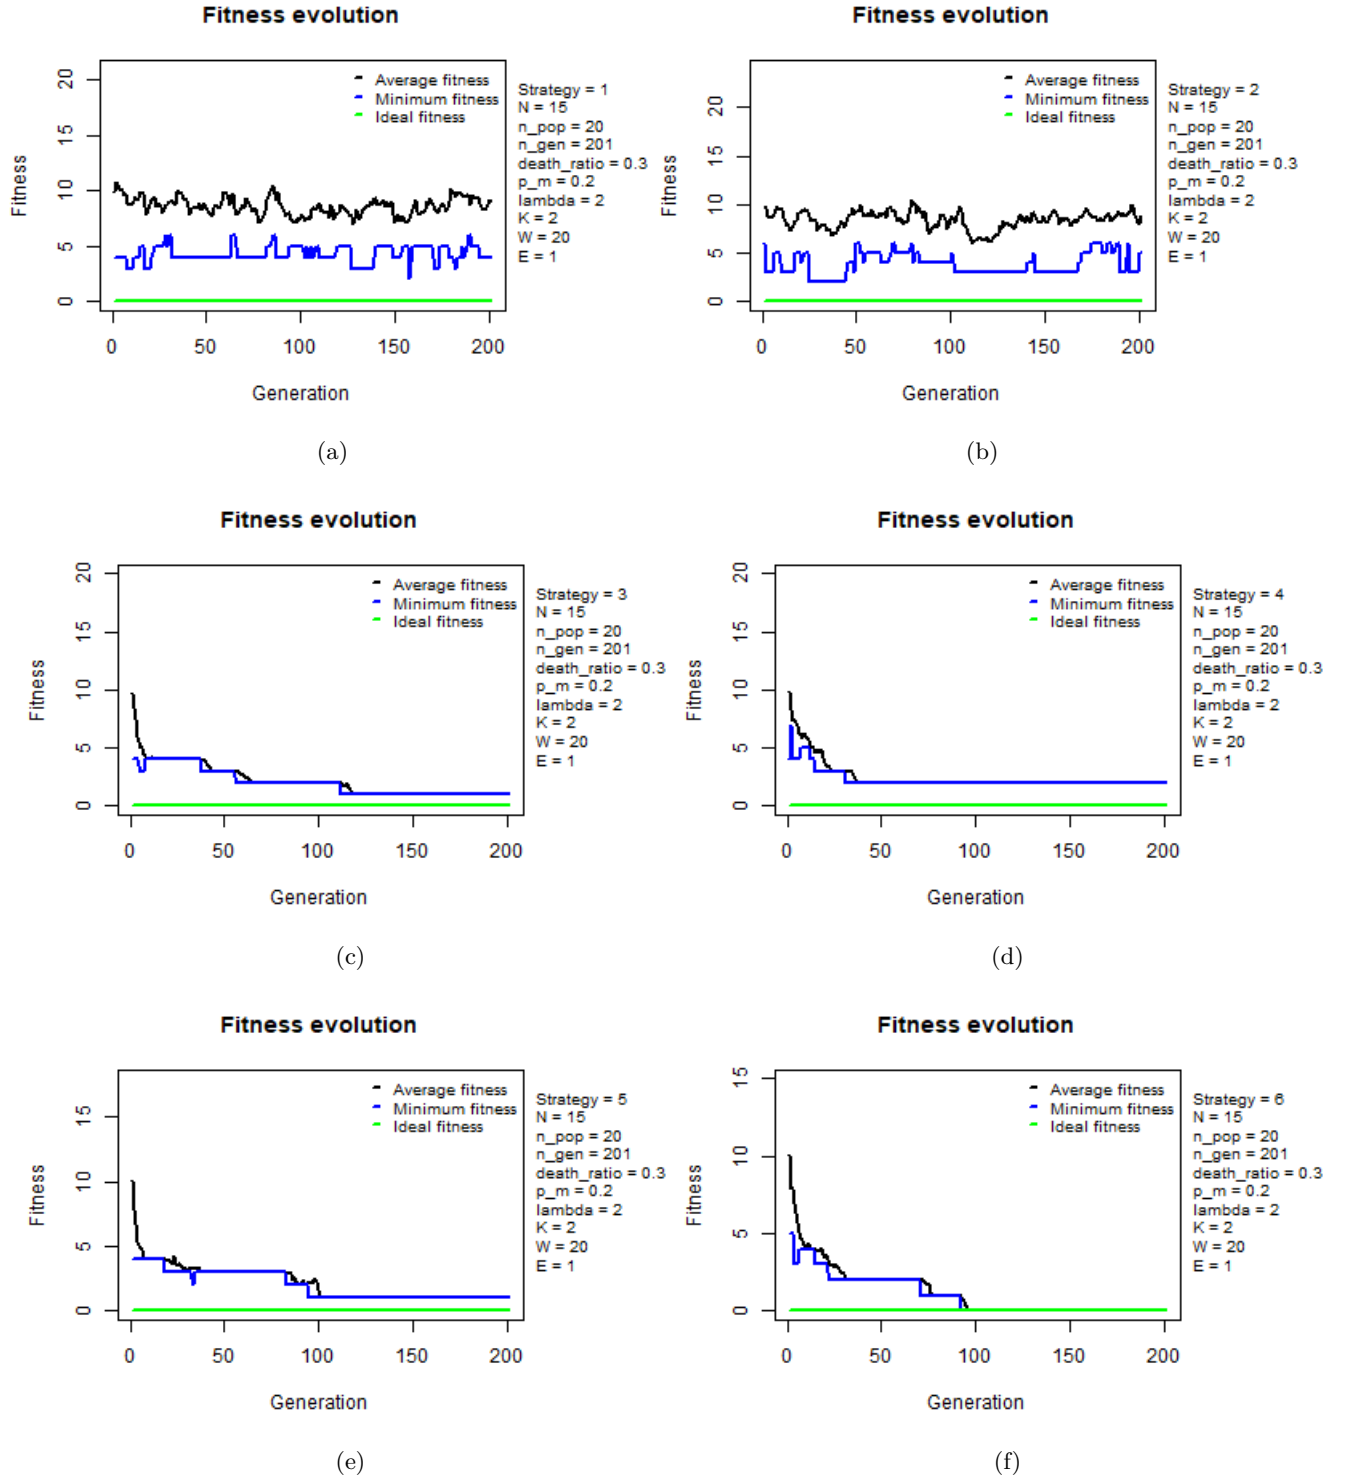 Fitness evolution
Fitness
20
15
10
5
0
Average fitness
Minimum fitness
Ideal fitness
Strategy = 1
N = 15
n_pop = 20
n_gen = 201
death_ratio = 0.3
p_m = 0.2
lambda = 2
K = 2
W = 20
E = 1
0 50 100 150 200
Generation
(a)
Fitness evolution
Fitness
20
15
10
5
0
Average fitness
Minimum fitness
Ideal fitness
Strategy = 2
N = 15
n_pop = 20
n_gen = 201
death_ratio = 0.3
p_m = 0.2
lambda = 2
K = 2
W = 20
E = 1
0 50 100 150 200
Generation
(b)
Fitness evolution
Fitness
20
15
10
5
0
Average fitness
Minimum fitness
Ideal fitness
Strategy = 3
N = 15
n_pop = 20
n_gen = 201
death_ratio = 0.3
p_m = 0.2
lambda = 2
K = 2
W = 20
E = 1
0 50 100 150 200
Generation
(c)
Fitness evolution
Fitness
20
15
10
5
0
Average fitness
Minimum fitness
Ideal fitness
Strategy = 4
N = 15
n_pop = 20
n_gen = 201
death_ratio = 0.3
p_m = 0.2
lambda = 2
K = 2
W = 20
E = 1
0 50 100 150 200
Generation
(d)
Fitness evolution
Fitness
15
10
5
0
Average fitness
Minimum fitness
Ideal fitness
Strategy = 5
N = 15
n_pop = 20
n_gen = 201
death_ratio = 0.3
p_m = 0.2
lambda = 2
K = 2
W = 20
E = 1
0 50 100 150 200
Generation
(e)
Fitness evolution
Fitness
15
10
5
0
Average fitness
Minimum fitness
Ideal fitness
Strategy = 6
N = 15
n_pop = 20
n_gen = 201
death_ratio = 0.3
p_m = 0.2
lambda = 2
K = 2
W = 20
E = 1
0 50 100 150 200
Generation
(f)